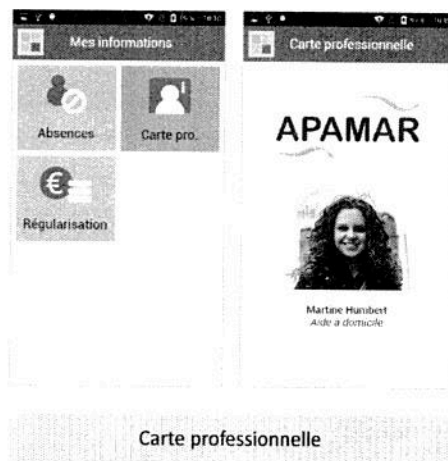 Mes informations
Absences
Carte pro.
Régularisation
Carte professionnelle
APAMAR
Martine Humbert
Aide à domicile
Carte professionnelle